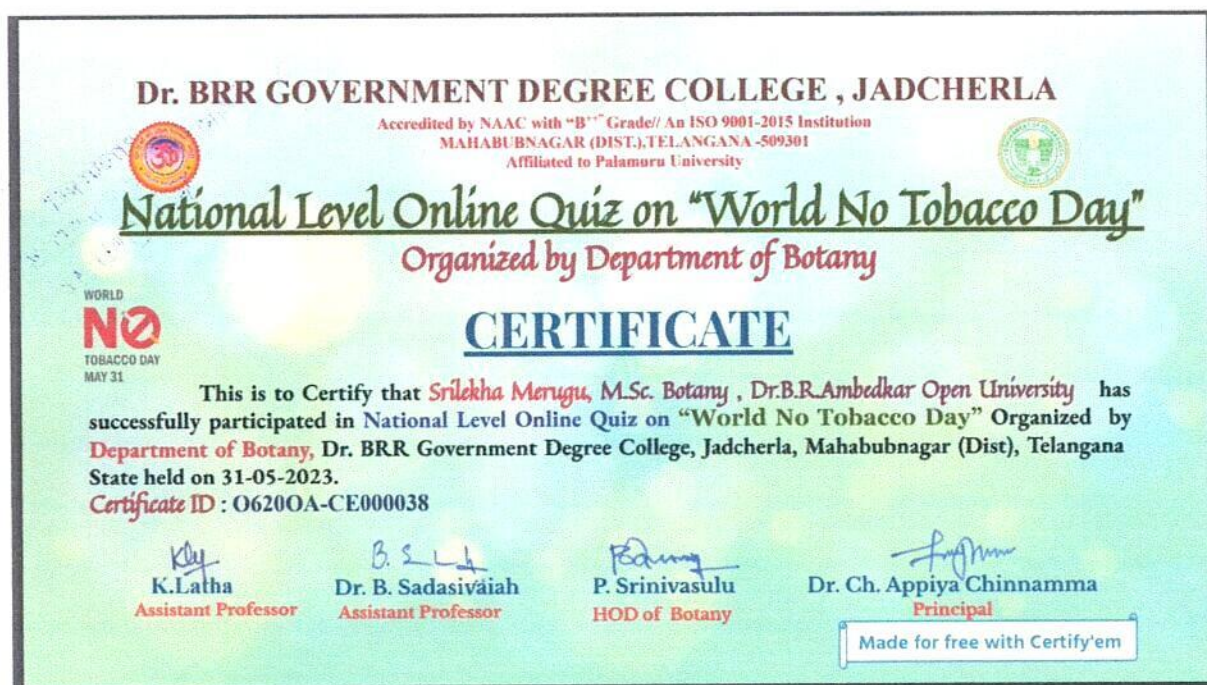 Dr. BRR GOVERNMENT DEGREE COLLEGE , JADCHERLA
Accredited by NAAC with "B++" Grade// An ISO 9001-2015 Institution
MAHABUBNAGAR (DIST.),TELANGANA -509301
Affiliated to Palamuru University
National Level Online Quiz on "World No Tobacco Day"
Organized by Department of Botany
WORLD
NO
TOBACCO DAY
MAY 31
CERTIFICATE
This is to Certify that Srilekha Merugu, M.Sc. Botany , Dr.B.R.Ambedkar Open University has
successfully participated in National Level Online Quiz on "World No Tobacco Day" Organized by
Department of Botany, Dr. BRR Government Degree College, Jadcherla, Mahabubnagar (Dist), Telangana
State held on 31-05-2023.
Certificate ID : O620OA-CE000038
K.Latha
Assistant Professor
Dr. B. Sadasivaiah
Assistant Professor
P. Srinivasulu
HOD of Botany
Dr. Ch. Appiya Chinnamma
Principal
Made for free with Certify'em